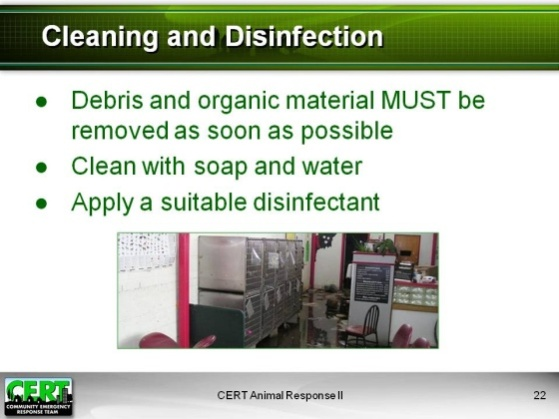 Cleaning and Disinfection
● Debris and organic material MUST be
removed as soon as possible
● Clean with soap and water
● Apply a suitable disinfectant
CERT
COMMUNITY EMERGENCY
RESPONSE TEAM
CERT Animal Response II
22